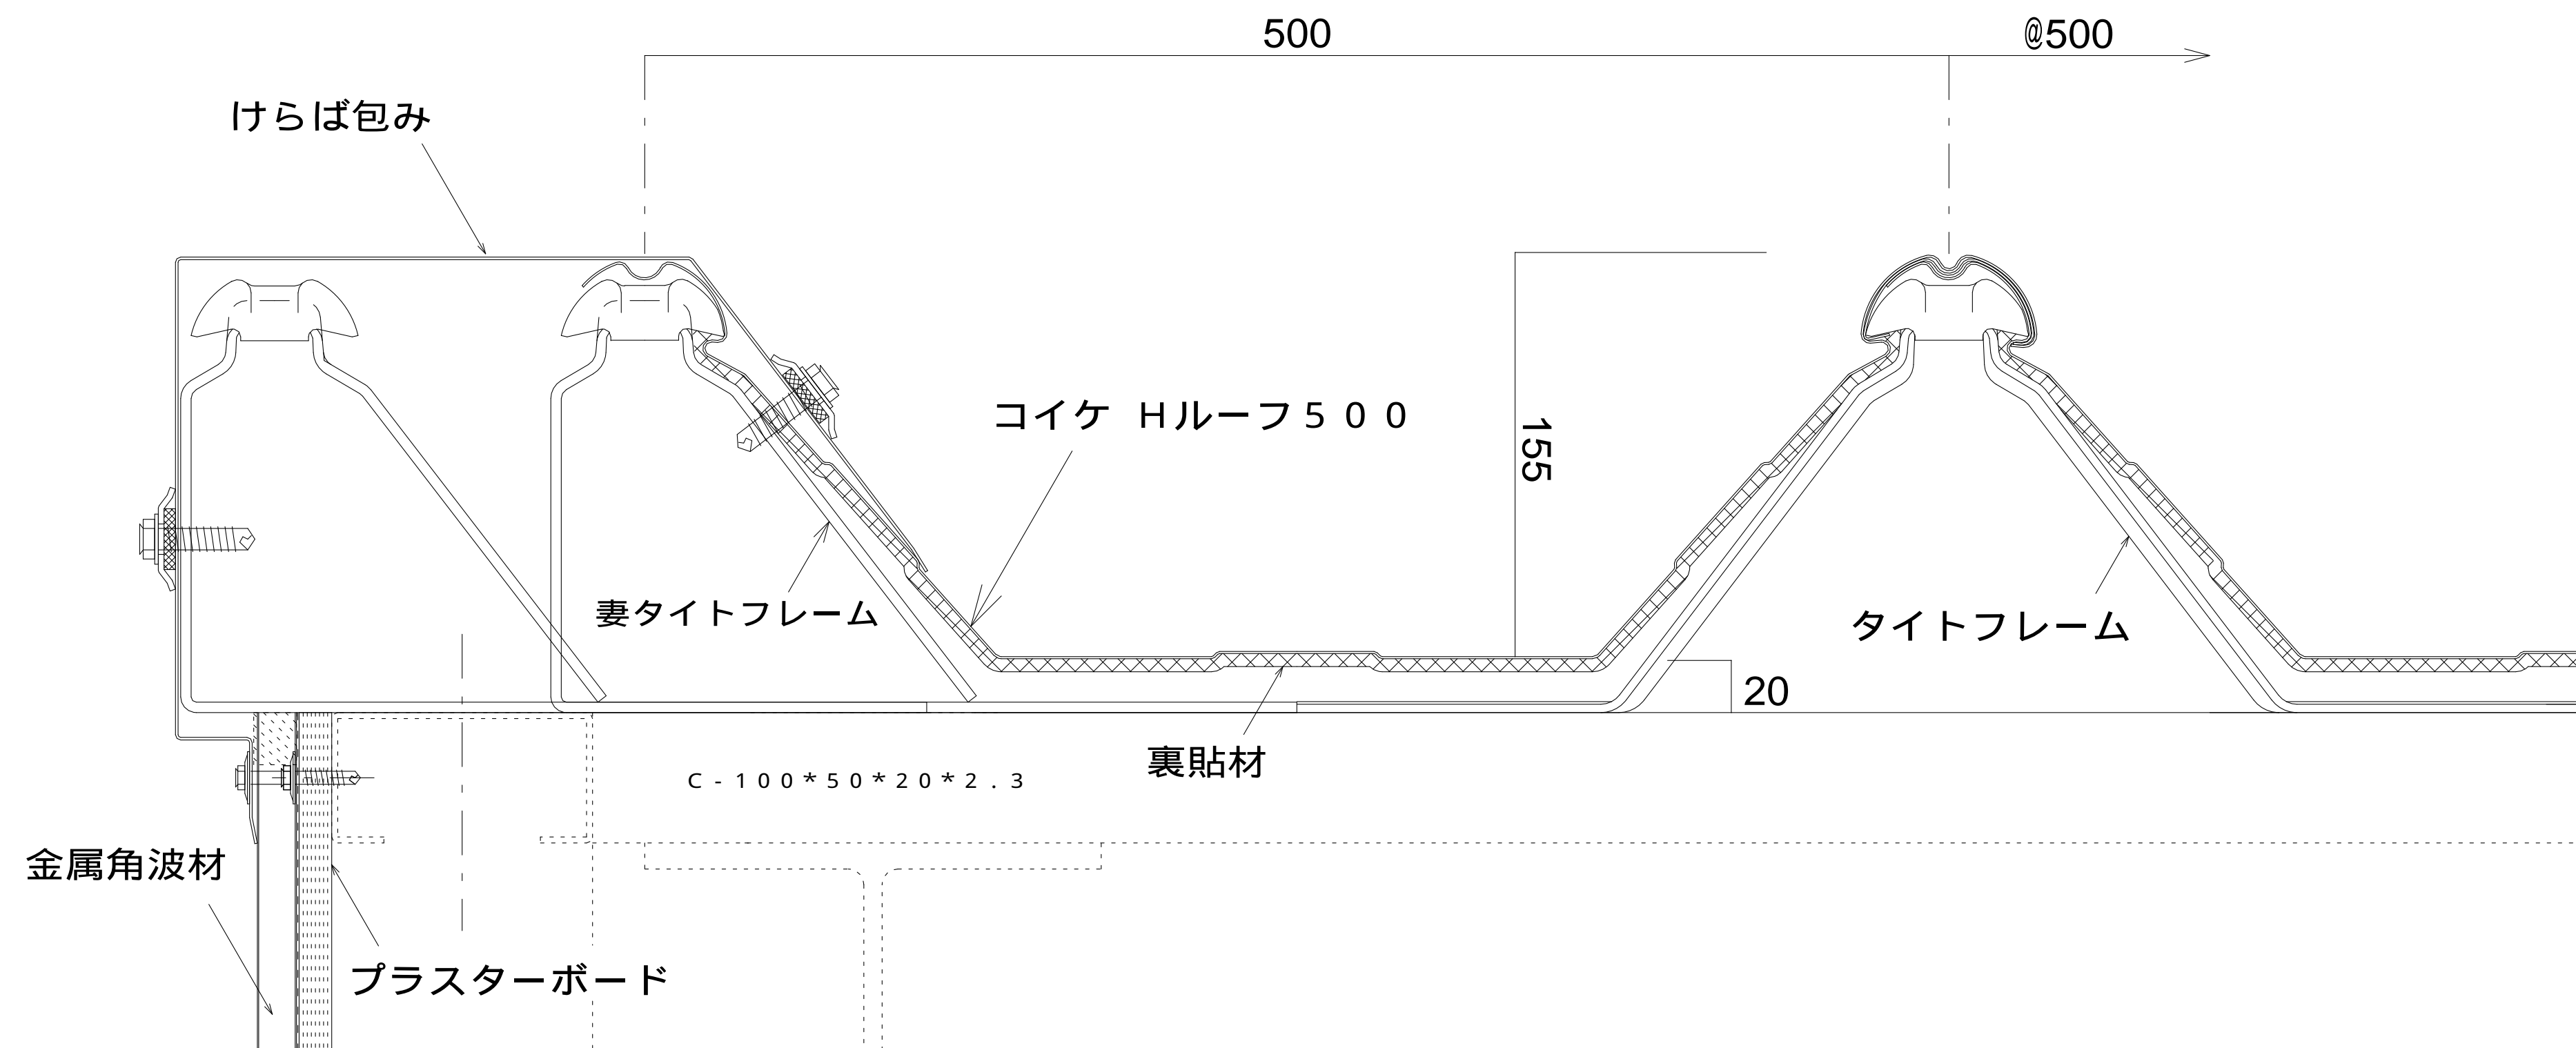 500
@500
けらば包み
コイケ Hルーフ５００
155
妻タイトフレーム
タイトフレーム
20
裏貼材
C-100*50*20*2.3
金属角波材
プラスターボード